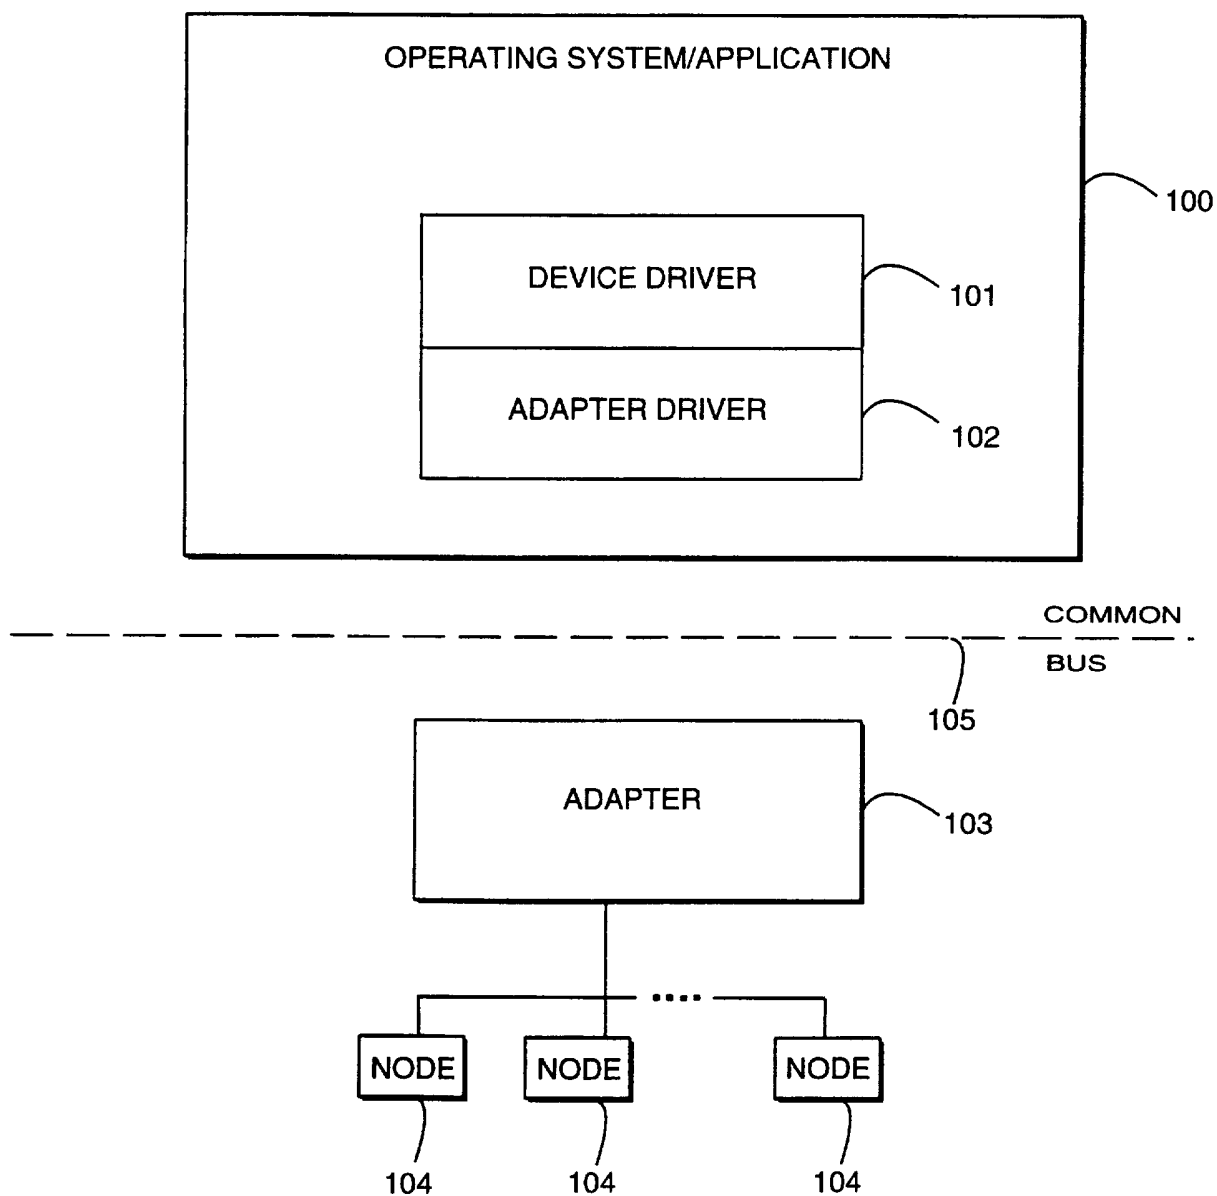 OPERATING SYSTEM/APPLICATION
100
DEVICE DRIVER
101
ADAPTER DRIVER
102
COMMON
BUS
105
ADAPTER
103
NODE NODE NODE
104 104 104